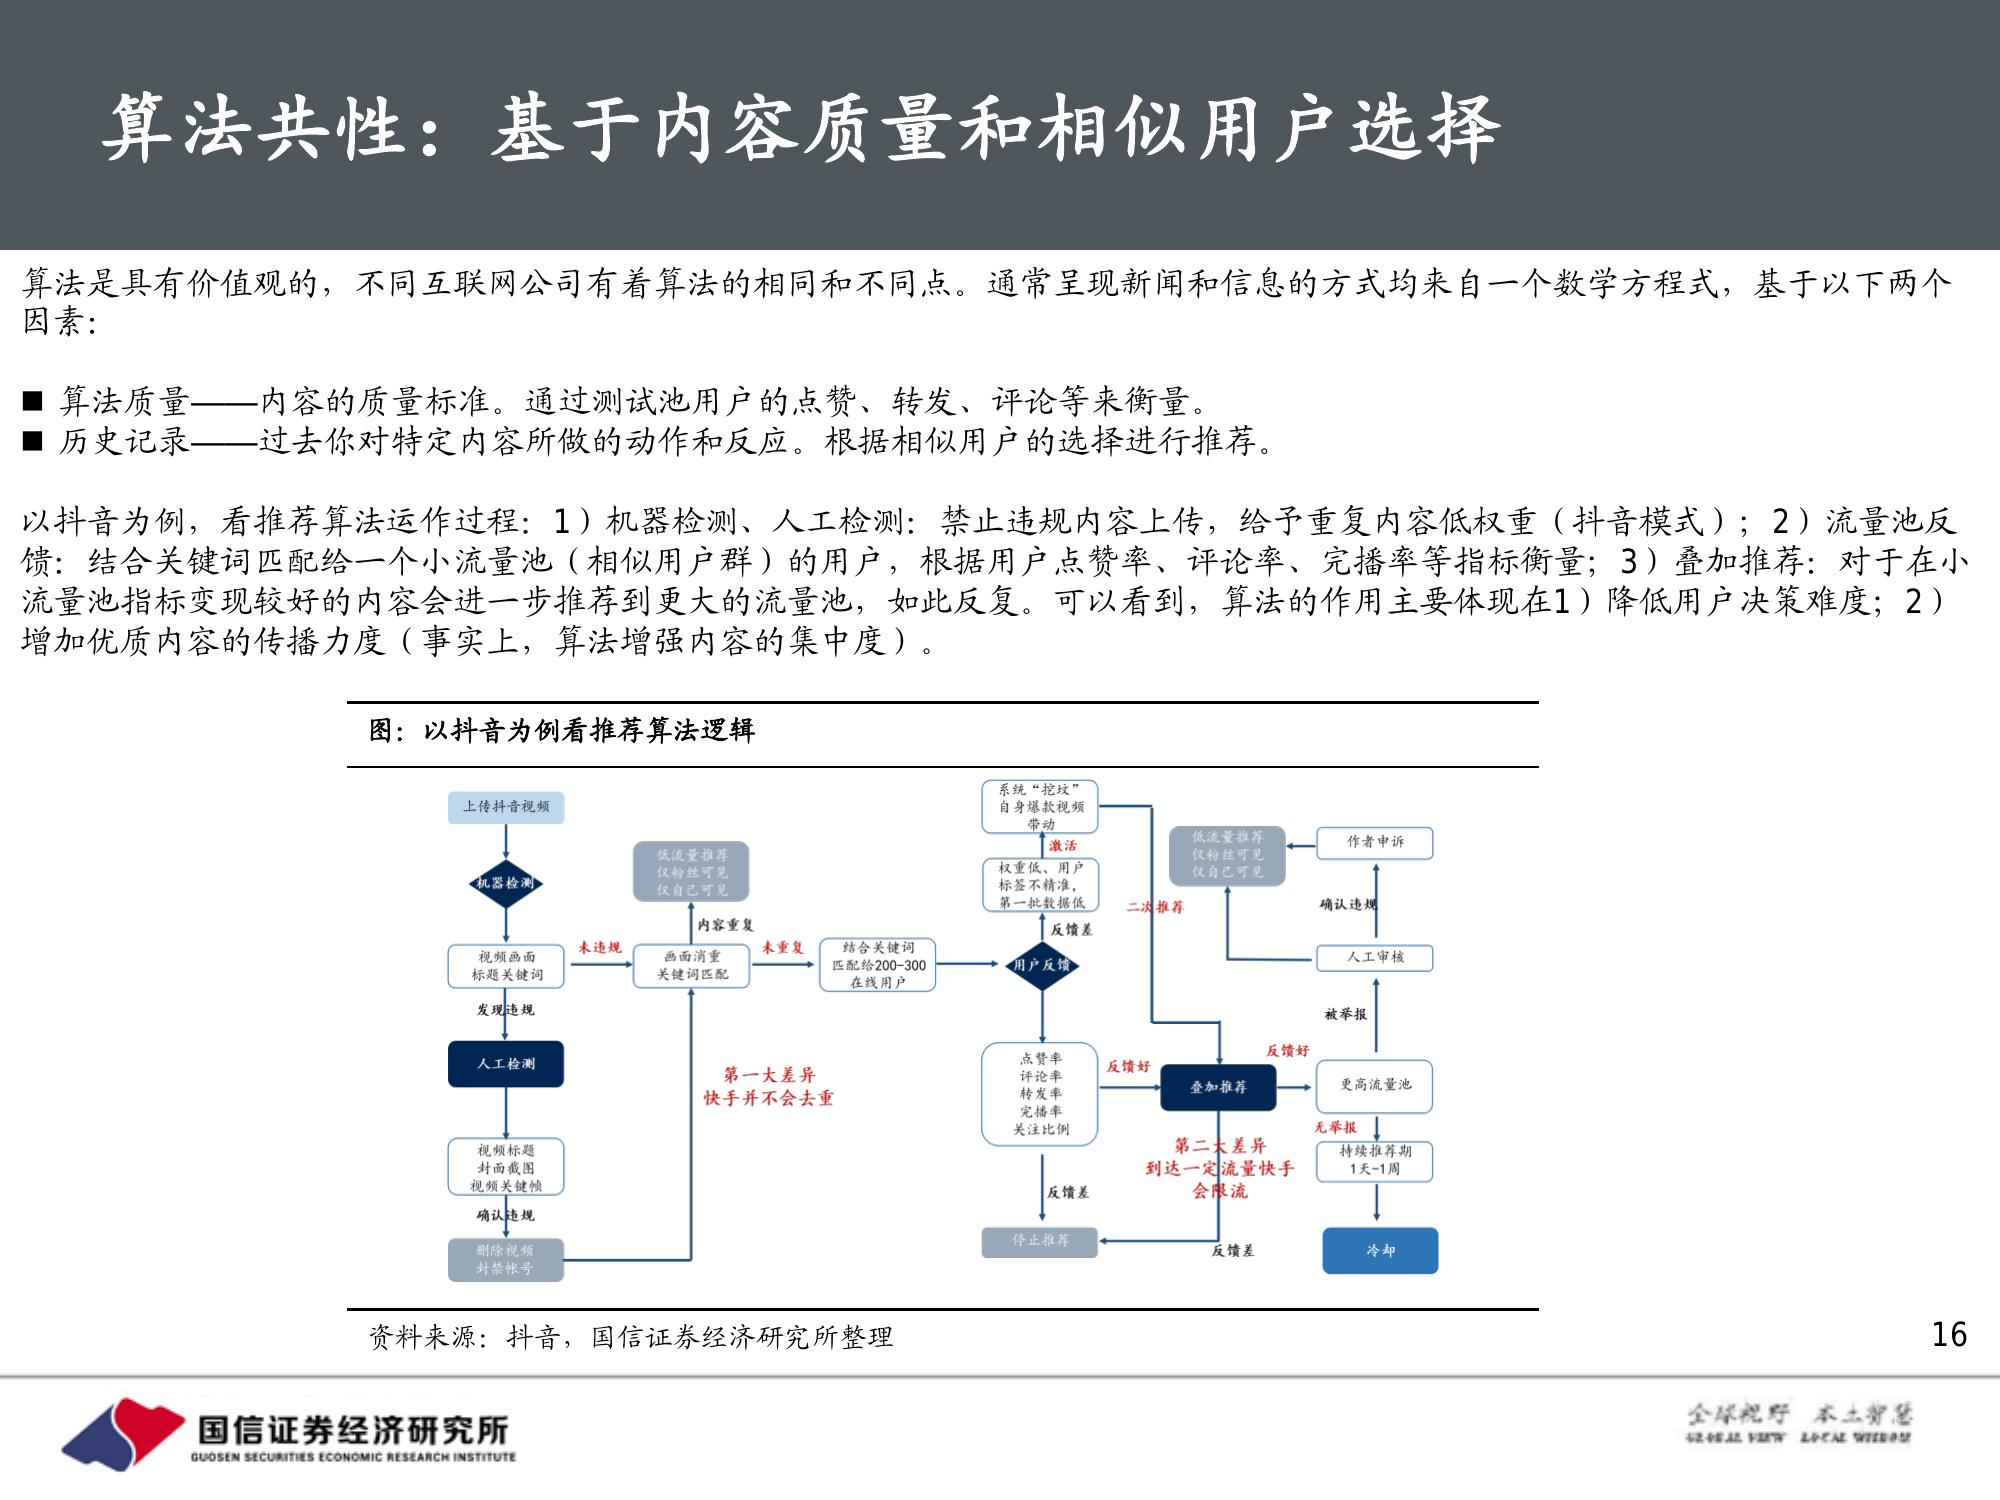 算法共性：基于内容质量和相似用户选择
算法是具有价值观的，不同互联网公司有着算法的相同和不同点。通常呈现新闻和信息的方式均来自一个数学方程式，基于以下两个
因素：
■ 算法质量——内容的质量标准。通过测试池用户的点赞、转发、评论等来衡量。
■ 历史记录——过去你对特定内容所做的动作和反应。根据相似用户的选择进行推荐。
以抖音为例，看推荐算法运作过程：1）机器检测、人工检测：禁止违规内容上传，给予重复内容低权重（抖音模式）；2）流量池反
馈：结合关键词匹配给一个小流量池（相似用户群）的用户，根据用户点赞率、评论率、完播率等指标衡量；3）叠加推荐：对于在小
流量池指标变现较好的内容会进一步推荐到更大的流量池，如此反复。可以看到，算法的作用主要体现在1）降低用户决策难度；2）
增加优质内容的传播力度（事实上，算法增强内容的集中度）。
图：以抖音为例看推荐算法逻辑
上传抖音视频
机器检测
视频画面
标题关键词
发现违规
人工检测
视频标题
封面截图
视频关键帧
确认违规
删除视频
封禁帐号
未违规
低流量推荐
仅粉丝可见
仅自己可见
内容重复
画面消重
关键词匹配
未重复
第一大差异
快手并不会去重
结合关键词
匹配给200-300
在线用户
系统“挖坟”
自身爆款视频
带动
激活
权重低、用户
标签不精准，
第一批数据低
反馈差
用户反馈
点赞率
评论率
转发率
完播率
关注比例
反馈差
停止推荐
二次推荐
反馈好
叠加推荐
第二大差异
到达一定流量快手
会限流
反馈差
低流量推荐
仅粉丝可见
仅自己可见
作者申诉
确认违规
人工审核
被举报
反馈好
更高流量池
无举报
持续推荐期
1天-1周
冷却
资料来源：抖音，国信证券经济研究所整理
16
国信证券经济研究所
GUOSEN SECURITIES ECONOMIC RESEARCH INSTITUTE
全球视野 本土智慧
GLOBAL VIEW LOCAL WISDOM